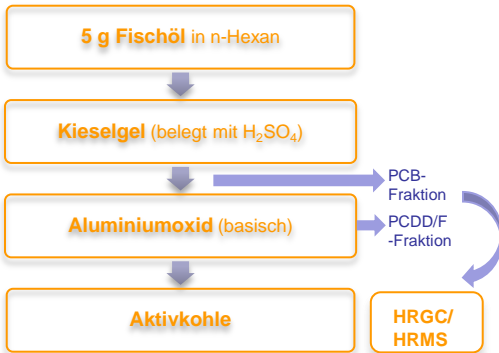 5 g Fischöl in n-Hexan
Kieselgel (belegt mit H₂SO₄)
PCB-
Fraktion
Aluminiumoxid (basisch)
PCDD/F
-Fraktion
Aktivkohle
HRGC/
HRMS